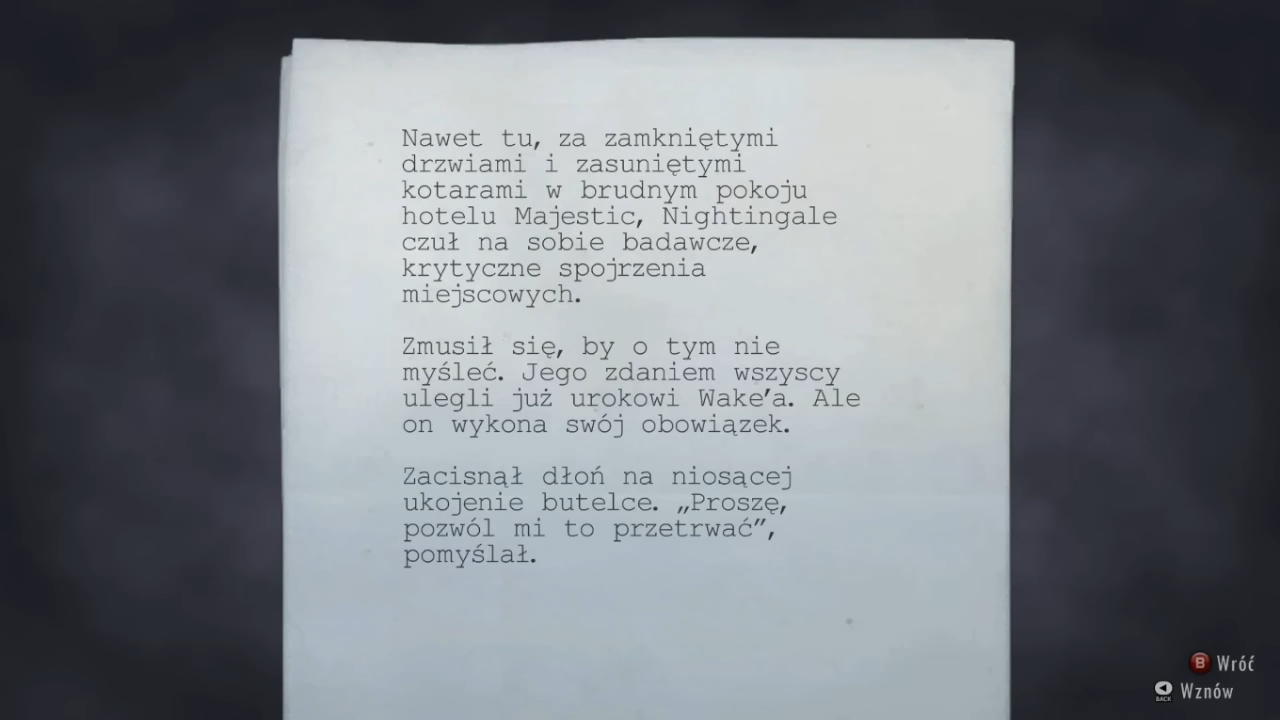 Nawet tu, za zamkniętymi
drzwiami i zasuniętymi
kotarami w brudnym pokoju
hotelu Majestic, Nightingale
czuł na sobie badawcze,
krytyczne spojrzenia
miejscowych.
Zmusił się, by o tym nie
myśleć. Jego zdaniem wszyscy
ulegli już urokowi Wake’a. Ale
on wykona swój obowiązek.
Zacisnął dłoń na niosącej
ukojenie butelce. „Proszę,
pozwól mi to przetrwać”,
pomyślał.
B Wróć
BACK Wznów